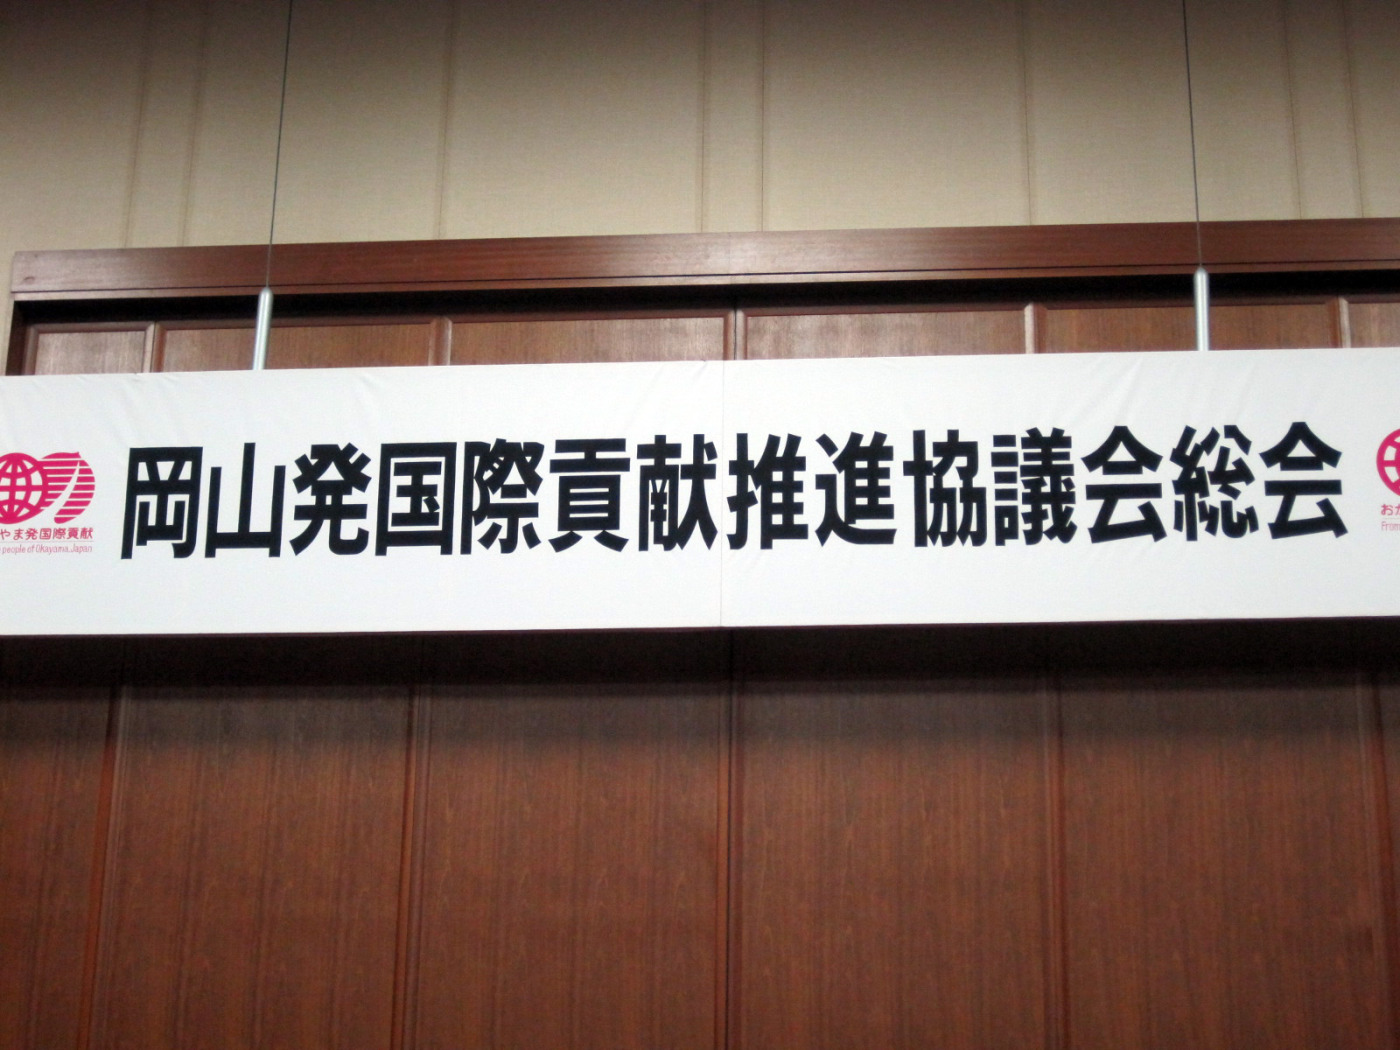 岡山発国際貢献推進協議会総会
やま発国際貢献
people of Okayama, Japan
おか
From